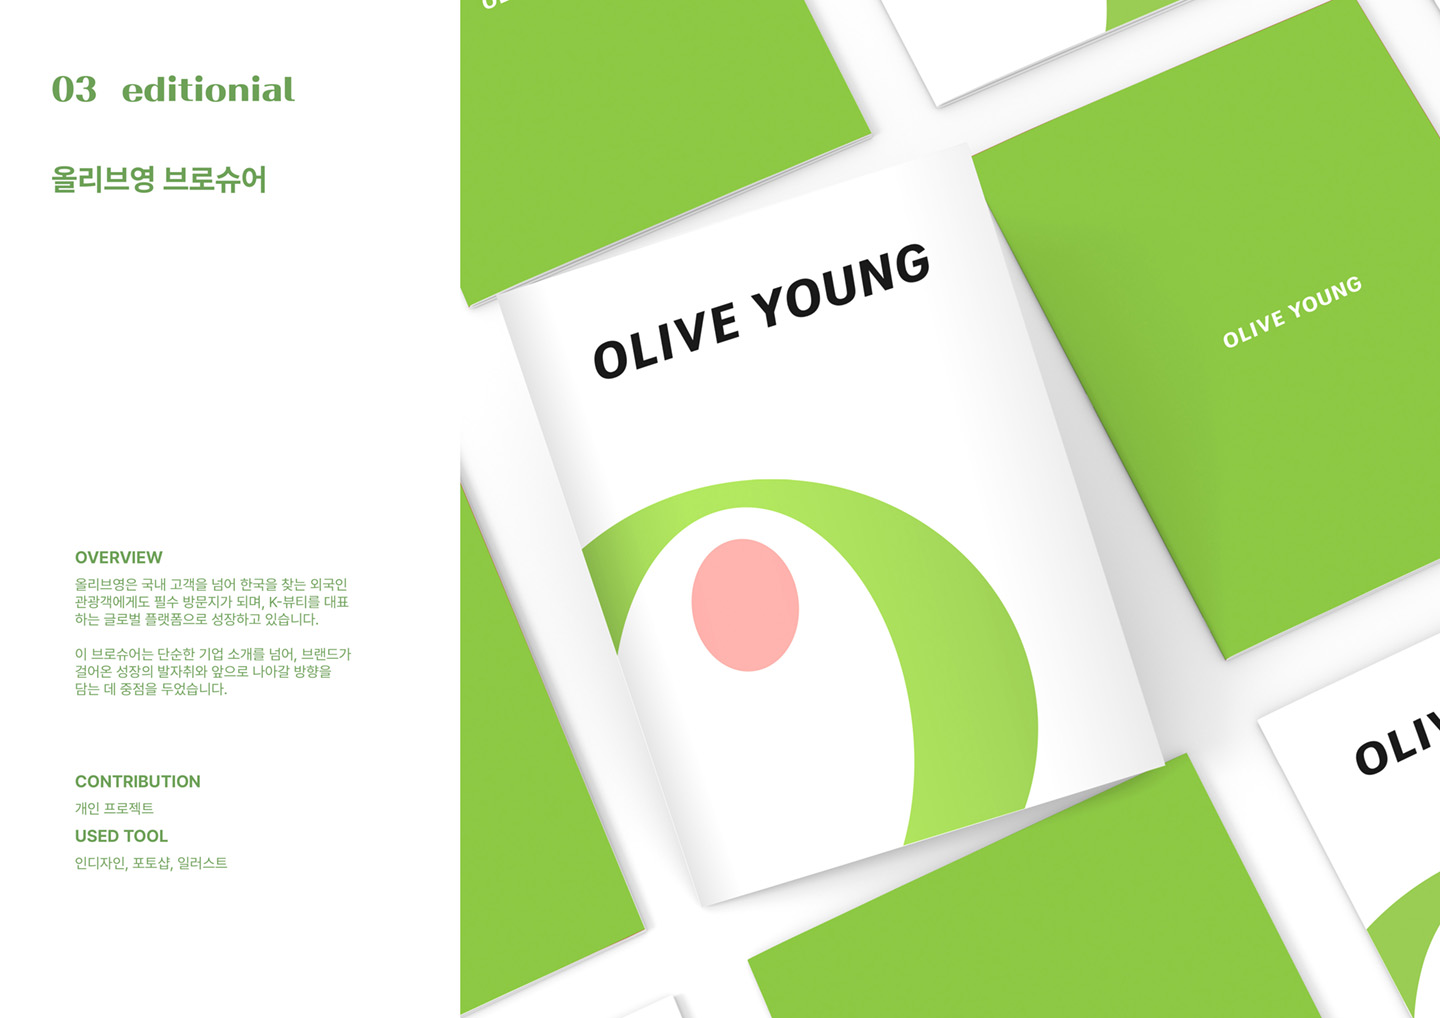 03 editionial
올리브영 브로슈어
OVERVIEW
올리브영은 국내 고객을 넘어 한국을 찾는 외국인
관광객에게도 필수 방문지가 되며, K-뷰티를 대표
하는 글로벌 플랫폼으로 성장하고 있습니다.
이 브로슈어는 단순한 기업 소개를 넘어, 브랜드가
걸어온 성장의 발자취와 앞으로 나아갈 방향을
담는 데 중점을 두었습니다.
CONTRIBUTION
개인 프로젝트
USED TOOL
인디자인, 포토샵, 일러스트
OLIVE YOUNG
OLIVE YOUNG
OLIV